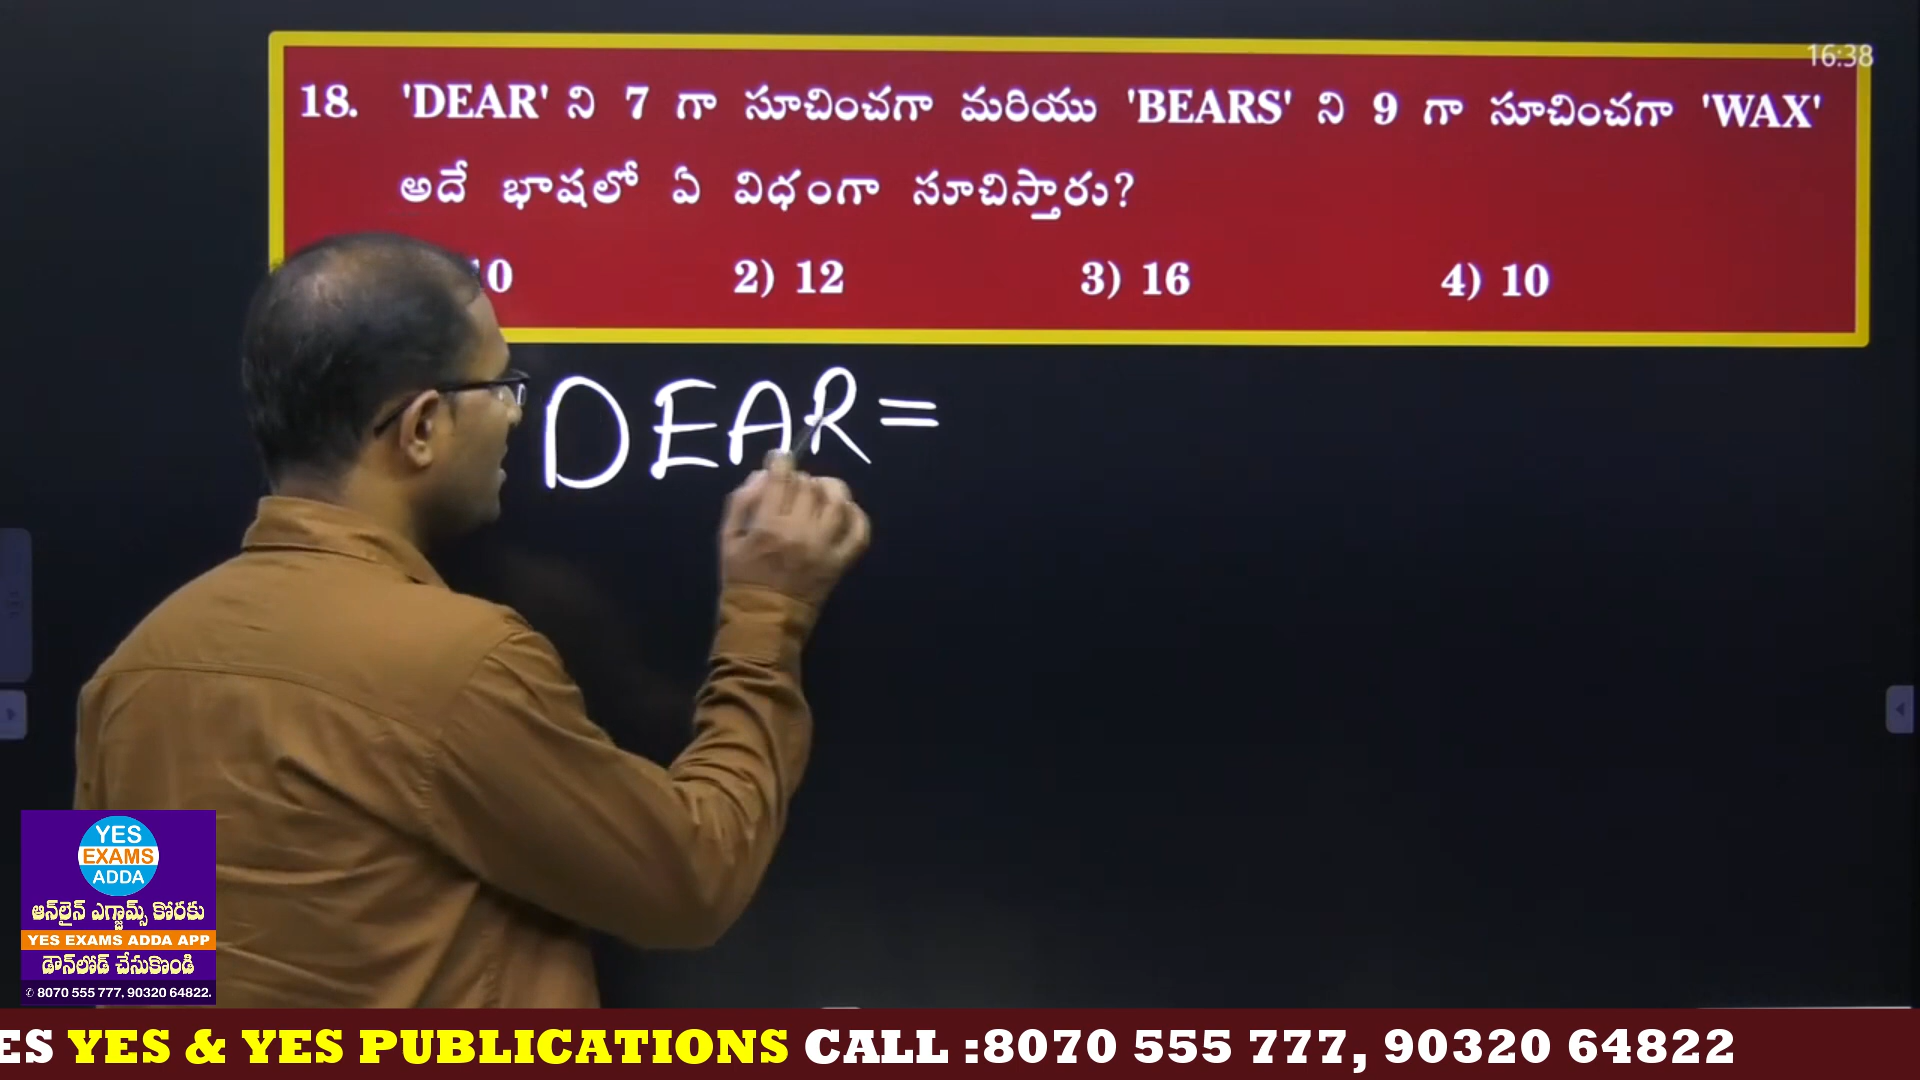 16:38
18. 'DEAR' ని 7 గా సూచించగా మరియు 'BEARS' ని 9 గా సూచించగా 'WAX'
అదే భాషలో ఏ విధంగా సూచిస్తారు?
10 2) 12 3) 16 4) 10
DEAR=
YES
EXAMS
ADDA
ఆన్‌లైన్ ఎగ్జామ్స్ కొరకు
YES EXAMS ADDA APP
డౌన్‌లోడ్ చేసుకొండి
✆ 8070 555 777, 90320 64822.
ES YES & YES PUBLICATIONS CALL :8070 555 777, 90320 64822